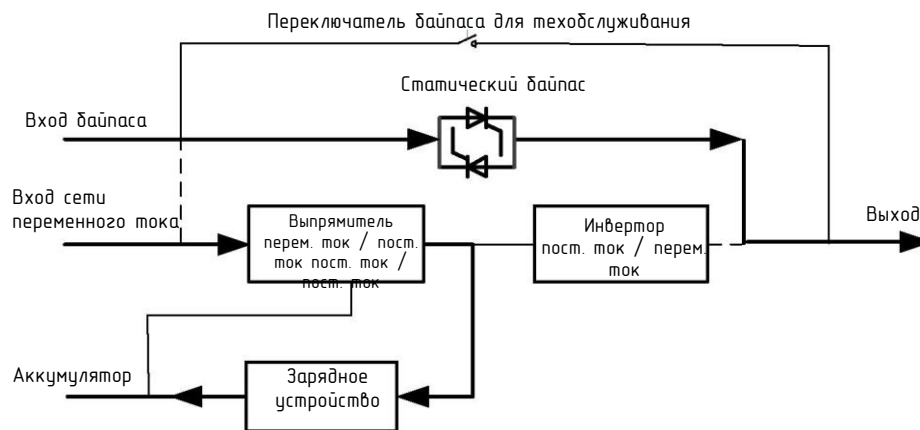 Переключатель байпаса для техобслуживания
Статический байпас
Вход байпаса
Вход сети
переменного тока
Выпрямитель
перем. ток / пост.
ток пост. ток /
пост. ток
Инвертор
пост. ток / перем.
ток
Выход
Аккумулятор
Зарядное
устройство